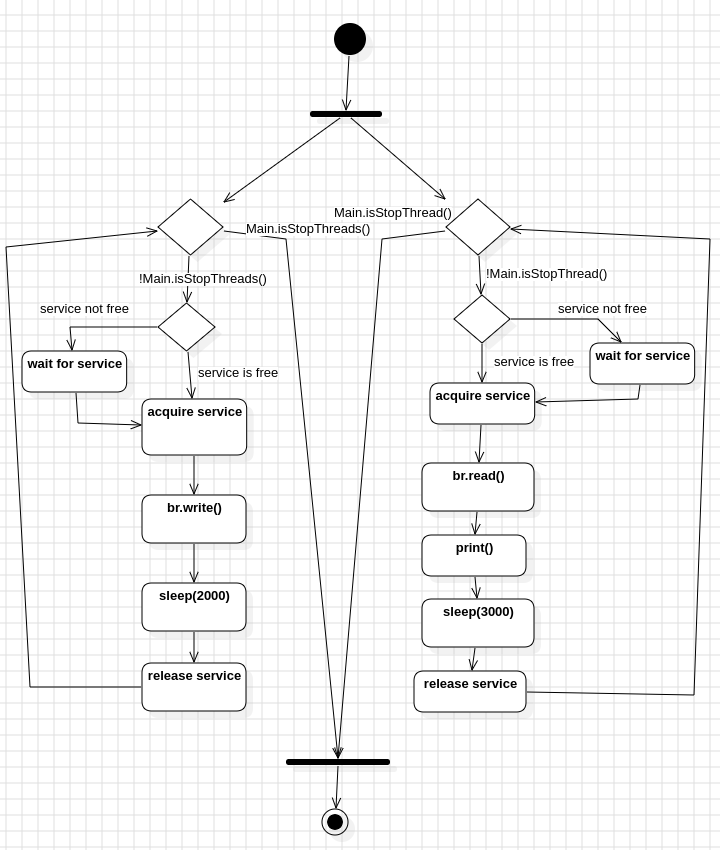 Main.isStopThread()
Main.isStopThreads()
!Main.isStopThreads()
!Main.isStopThread()
service not free
service not free
wait for service
wait for service
service is free
service is free
acquire service
acquire service
br.write()
br.read()
print()
sleep(2000)
sleep(3000)
release service
release service